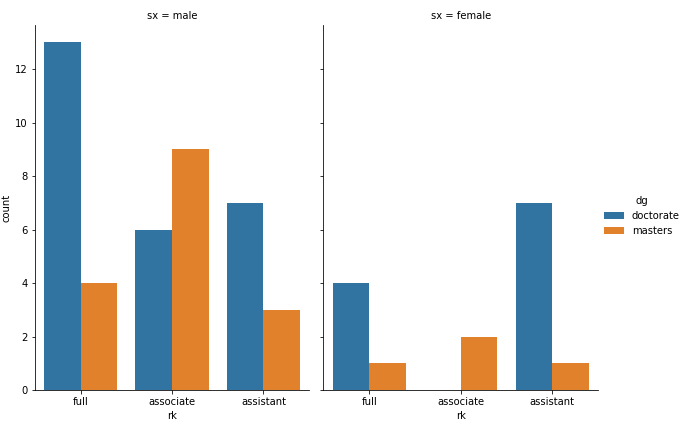 sx = male
sx = female
count
12
10
8
6
4
2
0
full
associate
assistant
rk
full
associate
assistant
rk
dg
doctorate
masters